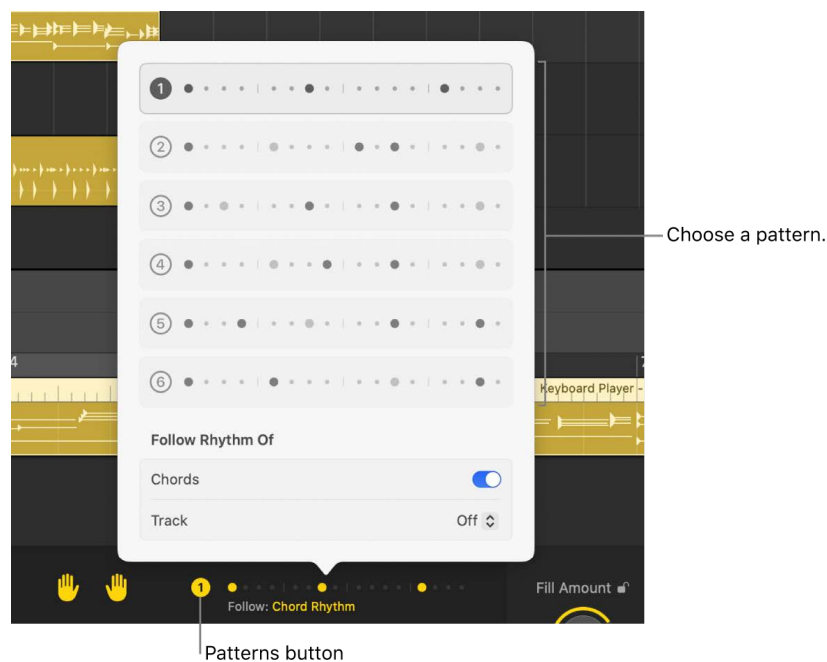 1
2
3
4
5
6
Choose a pattern.
4
7
Keyboard Player -
Follow Rhythm Of
Chords
Track Off
1
Fill Amount
Follow: Chord Rhythm
Patterns button